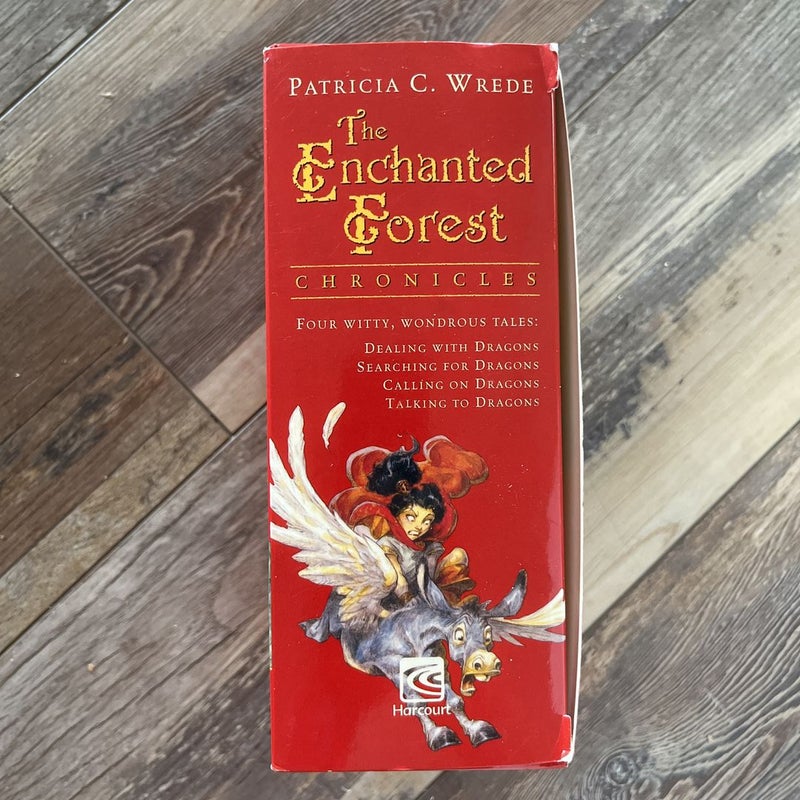 PATRICIA C. WREDE
The
Enchanted
Forest
CHRONICLES
FOUR WITTY, WONDROUS TALES:
DEALING WITH DRAGONS
SEARCHING FOR DRAGONS
CALLING ON DRAGONS
TALKING TO DRAGONS
Harcourt